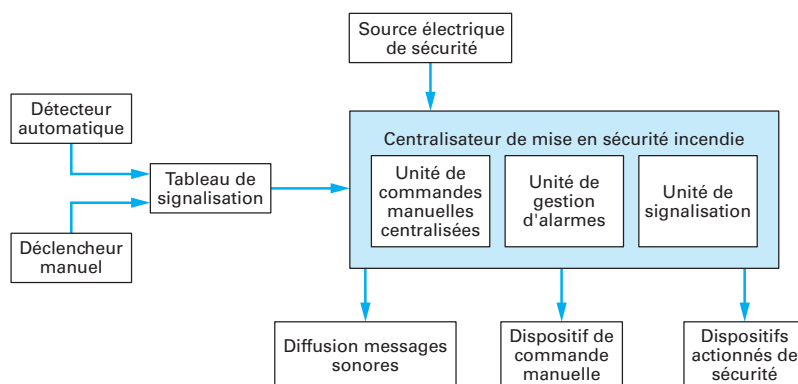 Source électrique
de sécurité
Détecteur
automatique
Centralisateur de mise en sécurité incendie
Tableau de
signalisation
Unité de
commandes
manuelles
centralisées
Unité de
gestion
d'alarmes
Unité de
signalisation
Déclencheur
manuel
Diffusion messages
sonores
Dispositif de
commande
manuelle
Dispositifs
actionnés de
sécurité